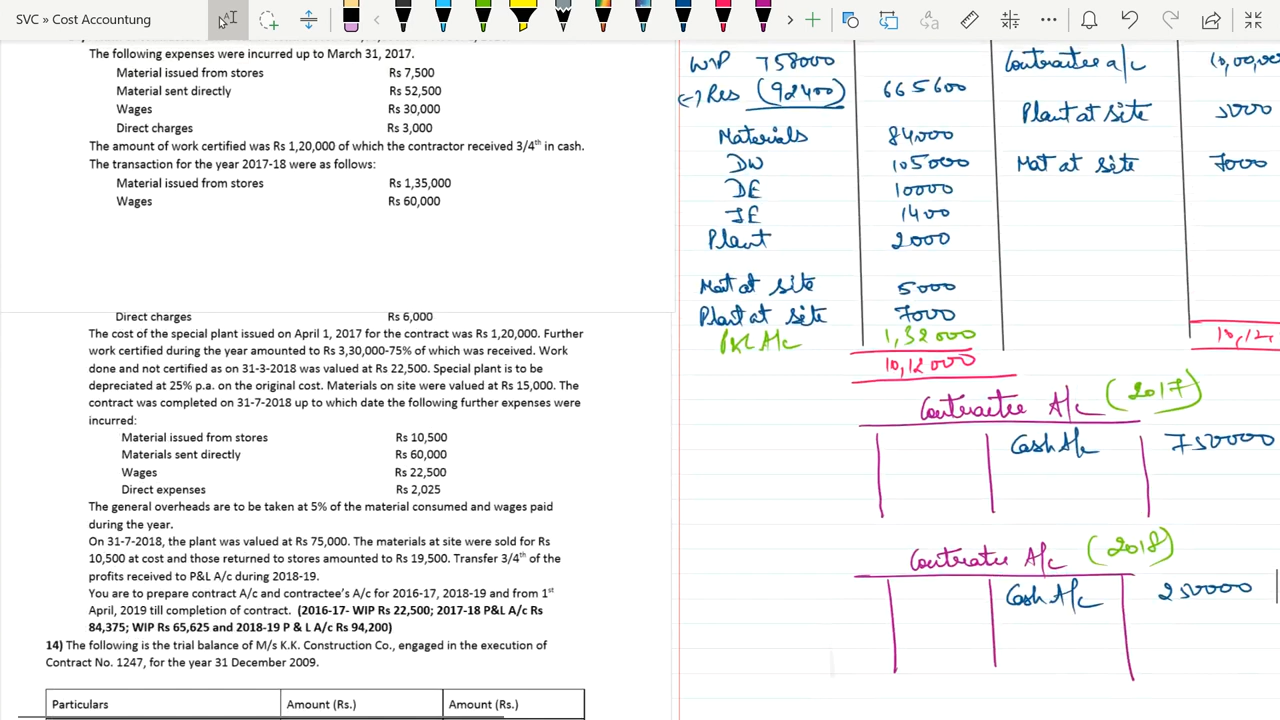 SVC » Cost Accountung
The following expenses were incurred up to March 31, 2017.
Material issued from stores Rs 7,500
Material sent directly Rs 52,500
Wages Rs 30,000
Direct charges Rs 3,000
The amount of work certified was Rs 1,20,000 of which the contractor received 3/4th in cash.
The transaction for the year 2017-18 were as follows:
Material issued from stores Rs 1,35,000
Wages Rs 60,000
Direct charges Rs 6,000
The cost of the special plant issued on April 1, 2017 for the contract was Rs 1,20,000. Further
work certified during the year amounted to Rs 3,30,000-75% of which was received. Work
done and not certified as on 31-3-2018 was valued at Rs 22,500. Special plant is to be
depreciated at 25% p.a. on the original cost. Materials on site were valued at Rs 15,000. The
contract was completed on 31-7-2018 up to which date the following further expenses were
incurred:
Material issued from stores Rs 10,500
Materials sent directly Rs 60,000
Wages Rs 22,500
Direct expenses Rs 2,025
The general overheads are to be taken at 5% of the material consumed and wages paid
during the year.
On 31-7-2018, the plant was valued at Rs 75,000. The materials at site were sold for Rs
10,500 at cost and those returned to stores amounted to Rs 19,500. Transfer 3/4th of the
profits received to P&L A/c during 2018-19.
You are to prepare contract A/c and contractee's A/c for 2016-17, 2018-19 and from 1st
April, 2019 till completion of contract. (2016-17- WIP Rs 22,500; 2017-18 P&L A/c Rs
84,375; WIP Rs 65,625 and 2018-19 P & L A/c Rs 94,200)
14) The following is the trial balance of M/s K.K. Construction Co., engaged in the execution of
Contract No. 1247, for the year 31 December 2009.
Particulars Amount (Rs.) Amount (Rs.)
WIP 758000 Contractee a/c
(-) Res (92400) 665600
Plant at site 5000
Materials 84000
DW 105000 Mat at site 7000
DE 10000
IE 1400
Plant 2000
Mat at site 5000
Plant at site 7000
P&L A/c 1,32000
10,12000 10,12,
Contractee A/c (2017)
Cash A/c 750000
Contractee A/c (2018)
Cash A/c 250000